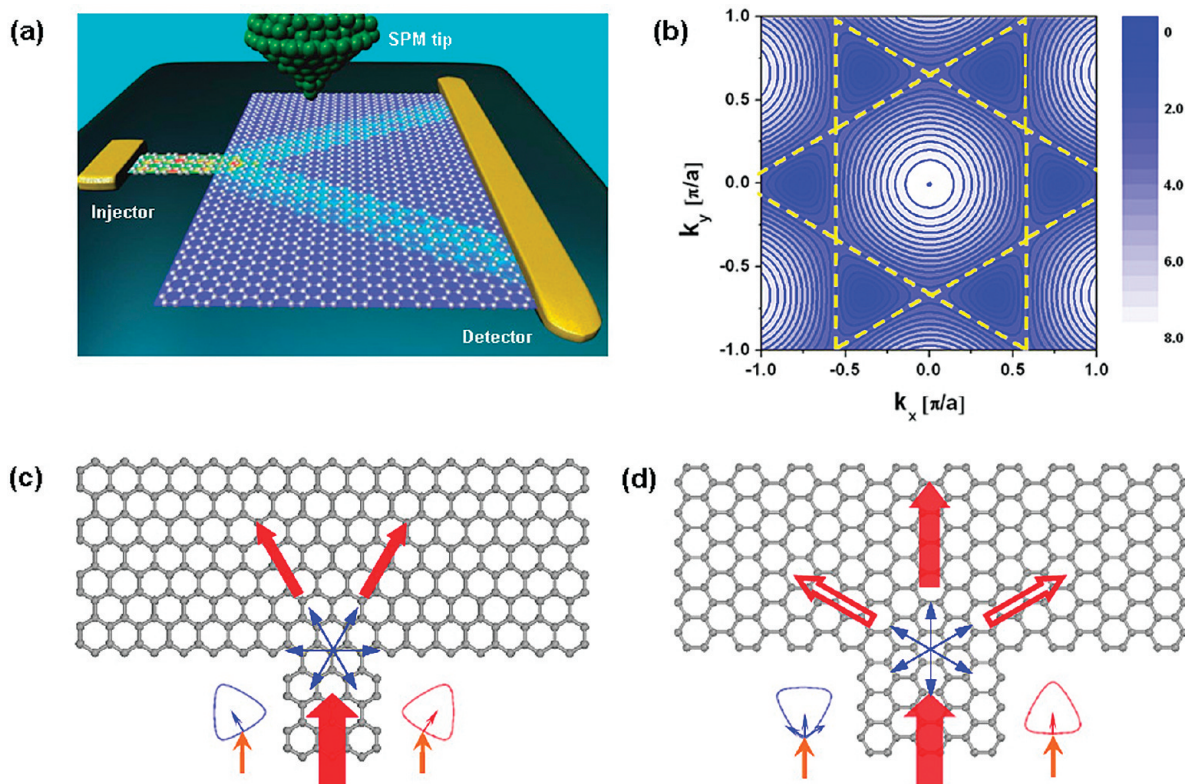 (a)
SPM tip
Injector
Detector
(b)
1.0
0.5
0.0
-0.5
-1.0
-1.0 -0.5 0.0 0.5 1.0
k_y [π/a]
k_x [π/a]
0
2.0
4.0
6.0
8.0
(c)
(d)